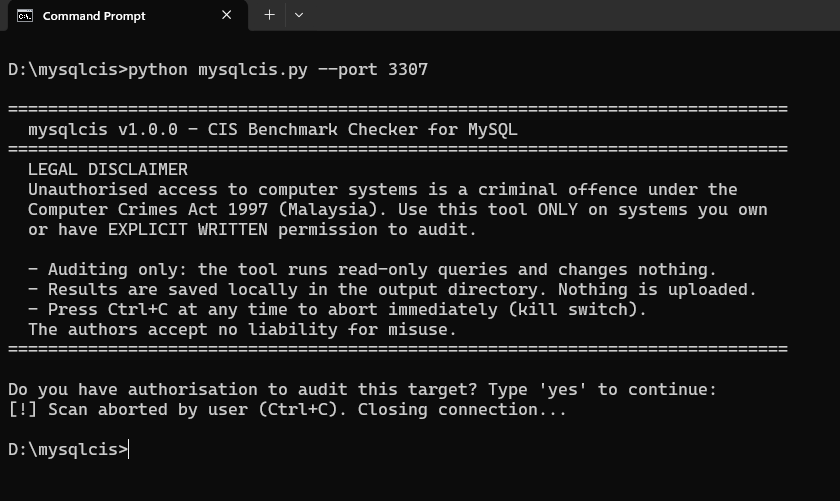 Command Prompt
D:\mysqlcis>python mysqlcis.py --port 3307
==============================================================================
mysqlcis v1.0.0 - CIS Benchmark Checker for MySQL
==============================================================================
LEGAL DISCLAIMER
Unauthorised access to computer systems is a criminal offence under the
Computer Crimes Act 1997 (Malaysia). Use this tool ONLY on systems you own
or have EXPLICIT WRITTEN permission to audit.
- Auditing only: the tool runs read-only queries and changes nothing.
- Results are saved locally in the output directory. Nothing is uploaded.
- Press Ctrl+C at any time to abort immediately (kill switch).
The authors accept no liability for misuse.
==============================================================================
Do you have authorisation to audit this target? Type 'yes' to continue:
[!] Scan aborted by user (Ctrl+C). Closing connection...
D:\mysqlcis>